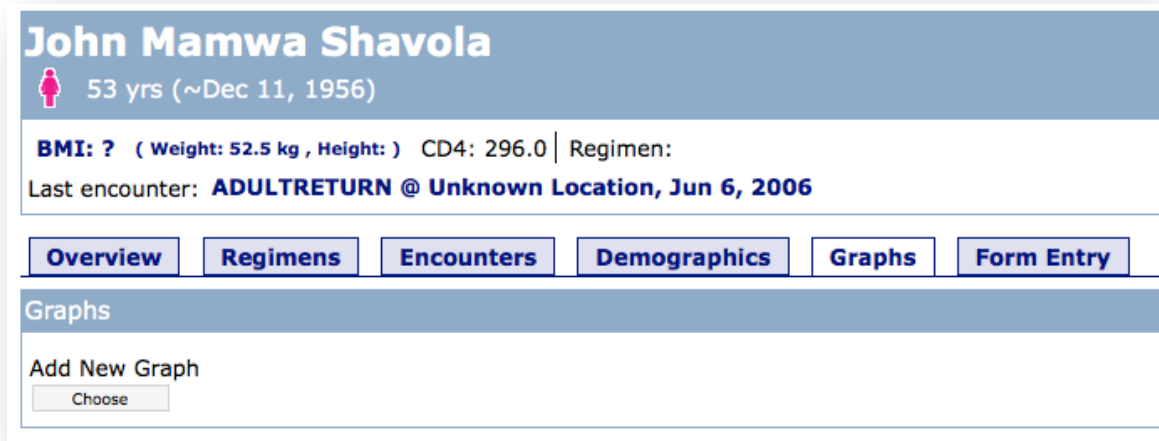 John Mamwa Shavola
53 yrs (~Dec 11, 1956)
BMI: ? ( Weight: 52.5 kg , Height: ) CD4: 296.0 Regimen:
Last encounter: ADULTRETURN @ Unknown Location, Jun 6, 2006
Overview Regimens Encounters Demographics Graphs Form Entry
Graphs
Add New Graph
Choose